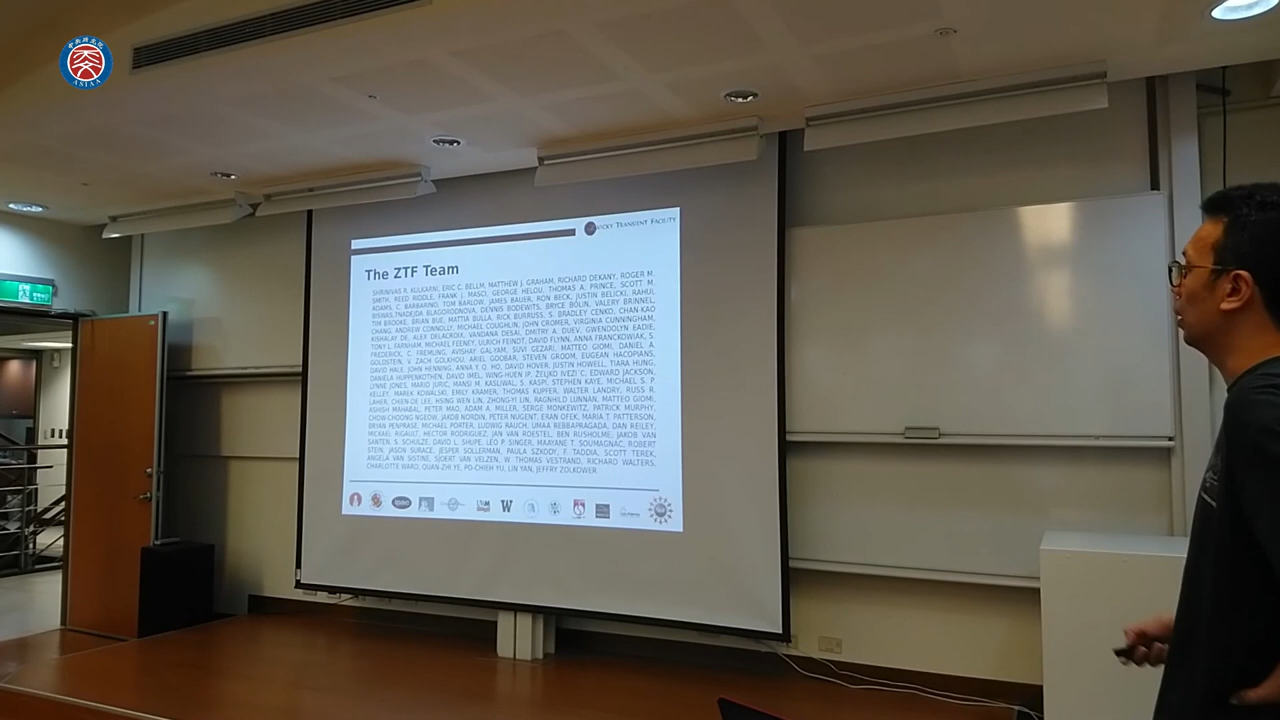 中央研究院
ASIAA
ZWICKY TRANSIENT FACILITY
The ZTF Team
SHRINIVAS R. KULKARNI, ERIC C. BELLM, MATTHEW J. GRAHAM, RICHARD DEKANY, ROGER M.
SMITH, REED RIDDLE, FRANK J. MASCI, GEORGE HELOU, THOMAS A. PRINCE, SCOTT M.
ADAMS, C. BARBARINO, TOM BARLOW, JAMES BAUER, RON BECK, JUSTIN BELICKI, RAHUL
BISWAS, NADEJDA BLAGORODNOVA, DENNIS BODEWITS, BRYCE BOLIN, VALERY BRINNEL,
TIM BROOKE, BRIAN BUE, MATTIA BULLA, RICK BURRUSS, S. BRADLEY CENKO, CHAN-KAO
CHANG, ANDREW CONNOLLY, MICHAEL COUGHLIN, JOHN CROMER, VIRGINIA CUNNINGHAM,
KISHALAY DE, ALEX DELACROIX, VANDANA DESAI, DMITRY A. DUEV, GWENDOLYN EADIE,
TONY L. FARNHAM, MICHAEL FEENEY, ULRICH FEINDT, DAVID FLYNN, ANNA FRANCKOWIAK, S.
FREDERICK, C. FREMLING, AVISHAY GAL-YAM, SUVI GEZARI, MATTEO GIOMI, DANIEL A.
GOLDSTEIN, V. ZACH GOLKHOU, ARIEL GOOBAR, STEVEN GROOM, EUGEAN HACOPIANS,
DAVID HALE, JOHN HENNING, ANNA Y. Q. HO, DAVID HOVER, JUSTIN HOWELL, TIARA HUNG,
DANIELA HUPPENKOTHEN, DAVID IMEL, WING-HUEN IP, ŽELJKO IVEZI´C, EDWARD JACKSON,
LYNNE JONES, MARIO JURIC, MANSI M. KASLIWAL, S. KASPI, STEPHEN KAYE, MICHAEL S. P.
KELLEY, MAREK KOWALSKI, EMILY KRAMER, THOMAS KUPFER, WALTER LANDRY, RUSS R.
LAHER, CHIEN-DE LEE, HSING WEN LIN, ZHONG-YI LIN, RAGNHILD LUNNAN, MATTEO GIOMI,
ASHISH MAHABAL, PETER MAO, ADAM A. MILLER, SERGE MONKEWITZ, PATRICK MURPHY,
CHOW-CHOONG NGEOW, JAKOB NORDIN, PETER NUGENT, ERAN OFEK, MARIA T. PATTERSON,
BRYAN PENPRASE, MICHAEL PORTER, LUDWIG RAUCH, UMAA REBBAPRAGADA, DAN REILEY,
MICKAEL RIGAULT, HECTOR RODRIGUEZ, JAN VAN ROESTEL, BEN RUSHOLME, JAKOB VAN
SANTEN, S. SCHULZE, DAVID L. SHUPE, LEO P. SINGER, MAAYANE T. SOUMAGNAC, ROBERT
STEIN, JASON SURACE, JESPER SOLLERMAN, PAULA SZKODY, F. TADDIA, SCOTT TEREK,
ANGELA VAN SISTINE, SJOERT VAN VELZEN, W. THOMAS VESTRAND, RICHARD WALTERS,
CHARLOTTE WARD, QUAN-ZHI YE, PO-CHIEH YU, LIN YAN, JEFFRY ZOLKOWER
W